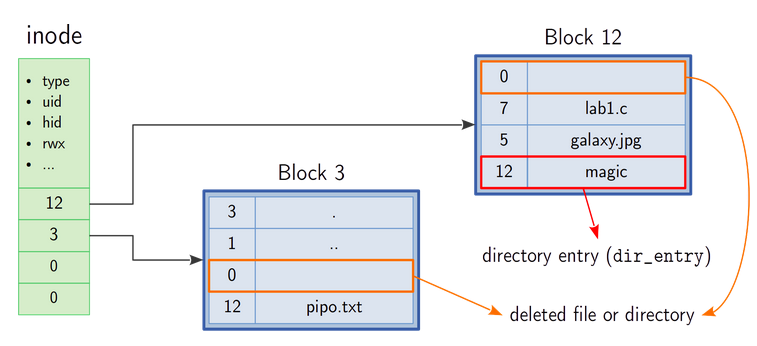 inode
• type
• uid
• hid
• rwx
• ...
12
3
0
0
Block 3
3 .
1 ..
0
12 pipo.txt
Block 12
0
7 lab1.c
5 galaxy.jpg
12 magic
directory entry (dir_entry)
deleted file or directory